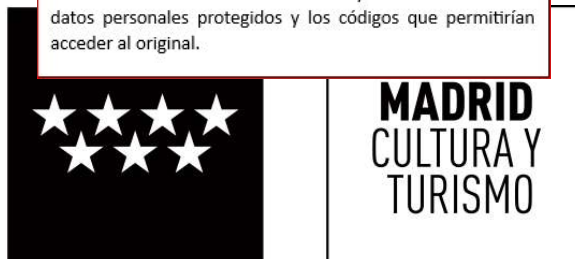 datos personales protegidos y los códigos que permitirían
acceder al original.
MADRID
CULTURA Y
TURISMO